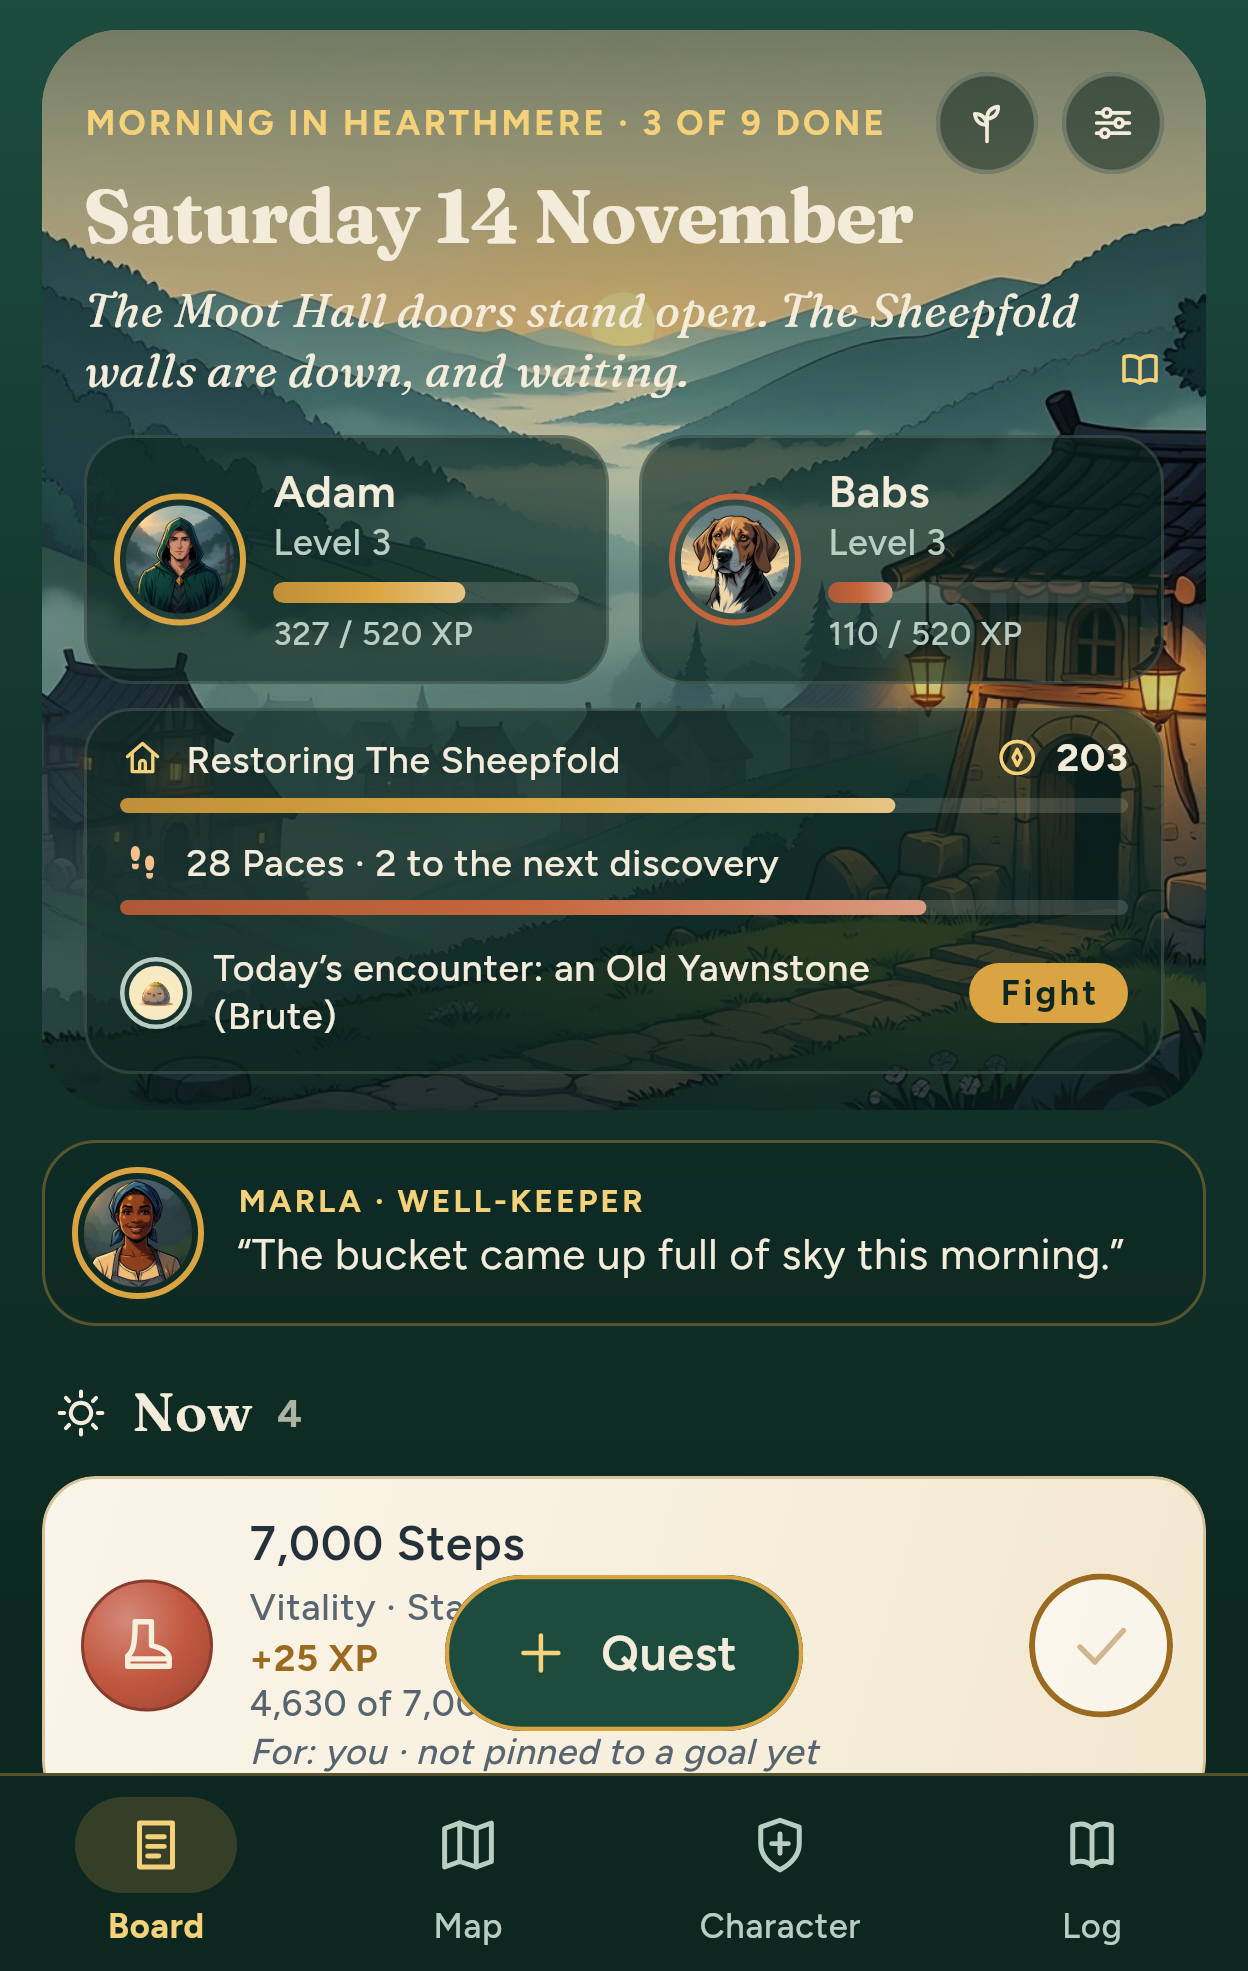 MORNING IN HEARTHMERE · 3 OF 9 DONE
Saturday 14 November
The Moot Hall doors stand open. The Sheepfold
walls are down, and waiting.
Adam
Level 3
327 / 520 XP
Babs
Level 3
110 / 520 XP
Restoring The Sheepfold
203
28 Paces · 2 to the next discovery
Today’s encounter: an Old Yawnstone
(Brute)
Fight
MARLA · WELL-KEEPER
“The bucket came up full of sky this morning.”
Now 4
7,000 Steps
Vitality ·
+25 XP
4,630 of
For: you · not pinned to a goal yet
Quest
Board
Map
Character
Log